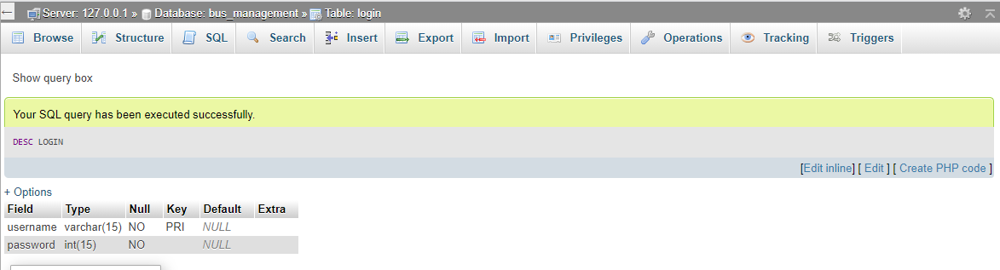 Server: 127.0.0.1 » Database: bus_management » Table: login
Browse Structure SQL Search Insert Export Import Privileges Operations Tracking Triggers
Show query box
Your SQL query has been executed successfully.
DESC LOGIN
[Edit inline] [ Edit ] [ Create PHP code ]
+ Options
Field Type Null Key Default Extra
username varchar(15) NO PRI NULL
password int(15) NO NULL